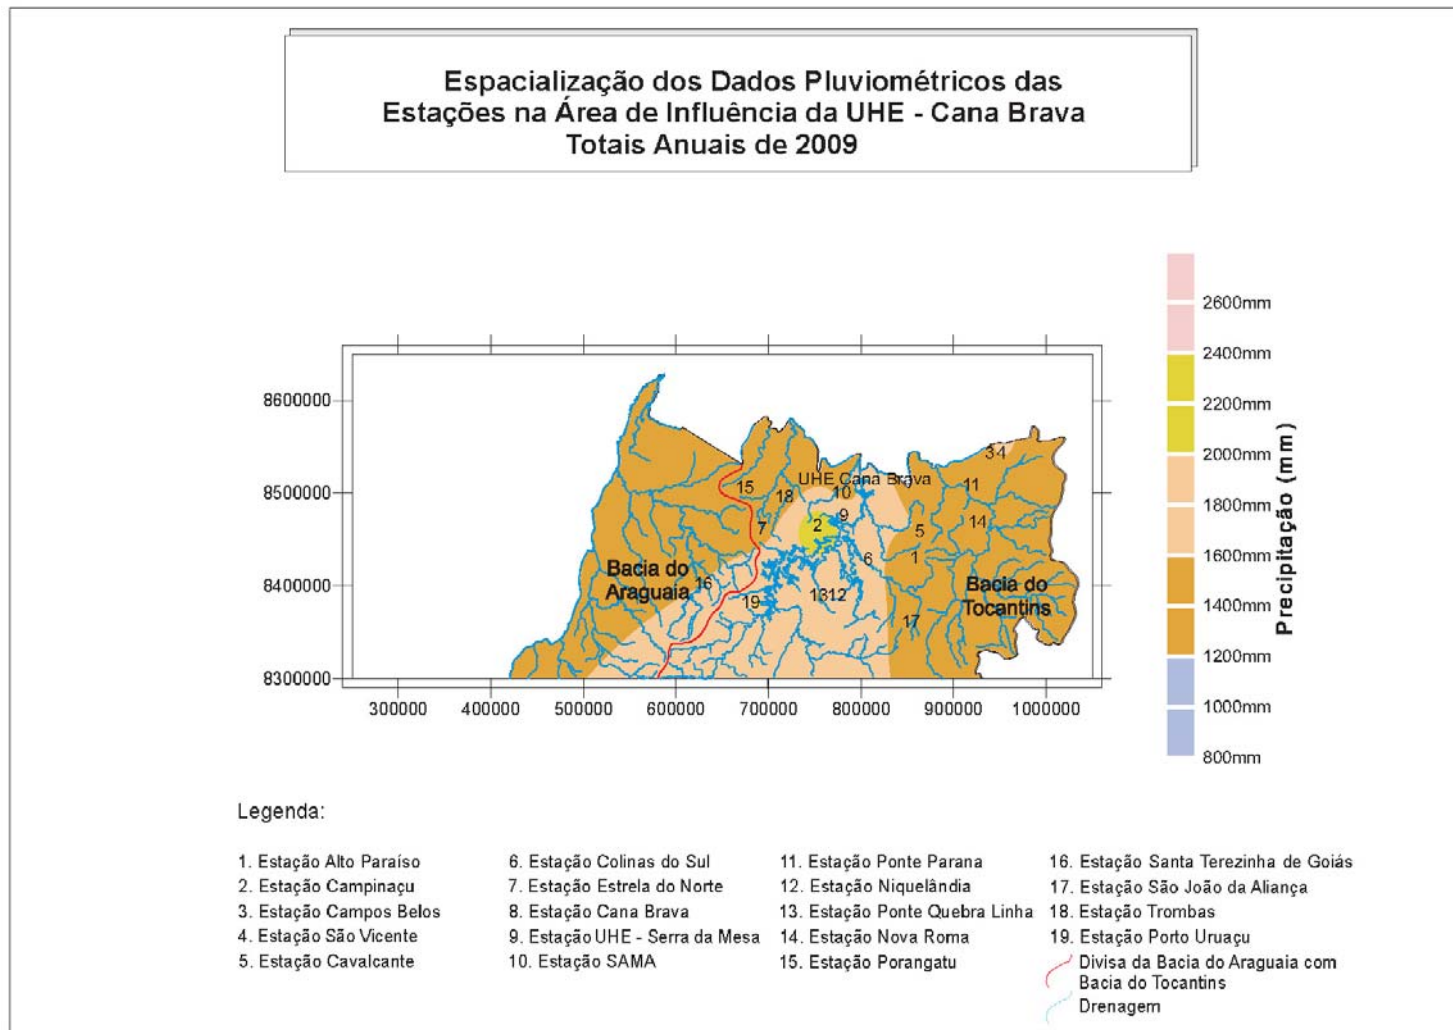 Espacialização dos Dados Pluviométricos das
Estações na Área de Influência da UHE - Cana Brava
Totais Anuais de 2009
2600mm
2400mm
2200mm
2000mm
1800mm
1600mm
1400mm
1200mm
1000mm
800mm
Precipitação (mm)
8600000
8500000
8400000
8300000
300000
400000
500000
600000
700000
800000
900000
1000000
3 4
UHE Cana Brava
15
18
10
11
7
2
9
5
14
6
1
Bacia do
Araguaia
16
19
1312
Bacia do
Tocantins
17
Legenda:
1. Estação Alto Paraíso
2. Estação Campinaçu
3. Estação Campos Belos
4. Estação São Vicente
5. Estação Cavalcante
6. Estação Colinas do Sul
7. Estação Estrela do Norte
8. Estação Cana Brava
9. Estação UHE - Serra da Mesa
10. Estação SAMA
11. Estação Ponte Parana
12. Estação Niquelândia
13. Estação Ponte Quebra Linha
14. Estação Nova Roma
15. Estação Porangatu
16. Estação Santa Terezinha de Goiás
17. Estação São João da Aliança
18. Estação Trombas
19. Estação Porto Uruaçu
Divisa da Bacia do Araguaia com
Bacia do Tocantins
Drenagem